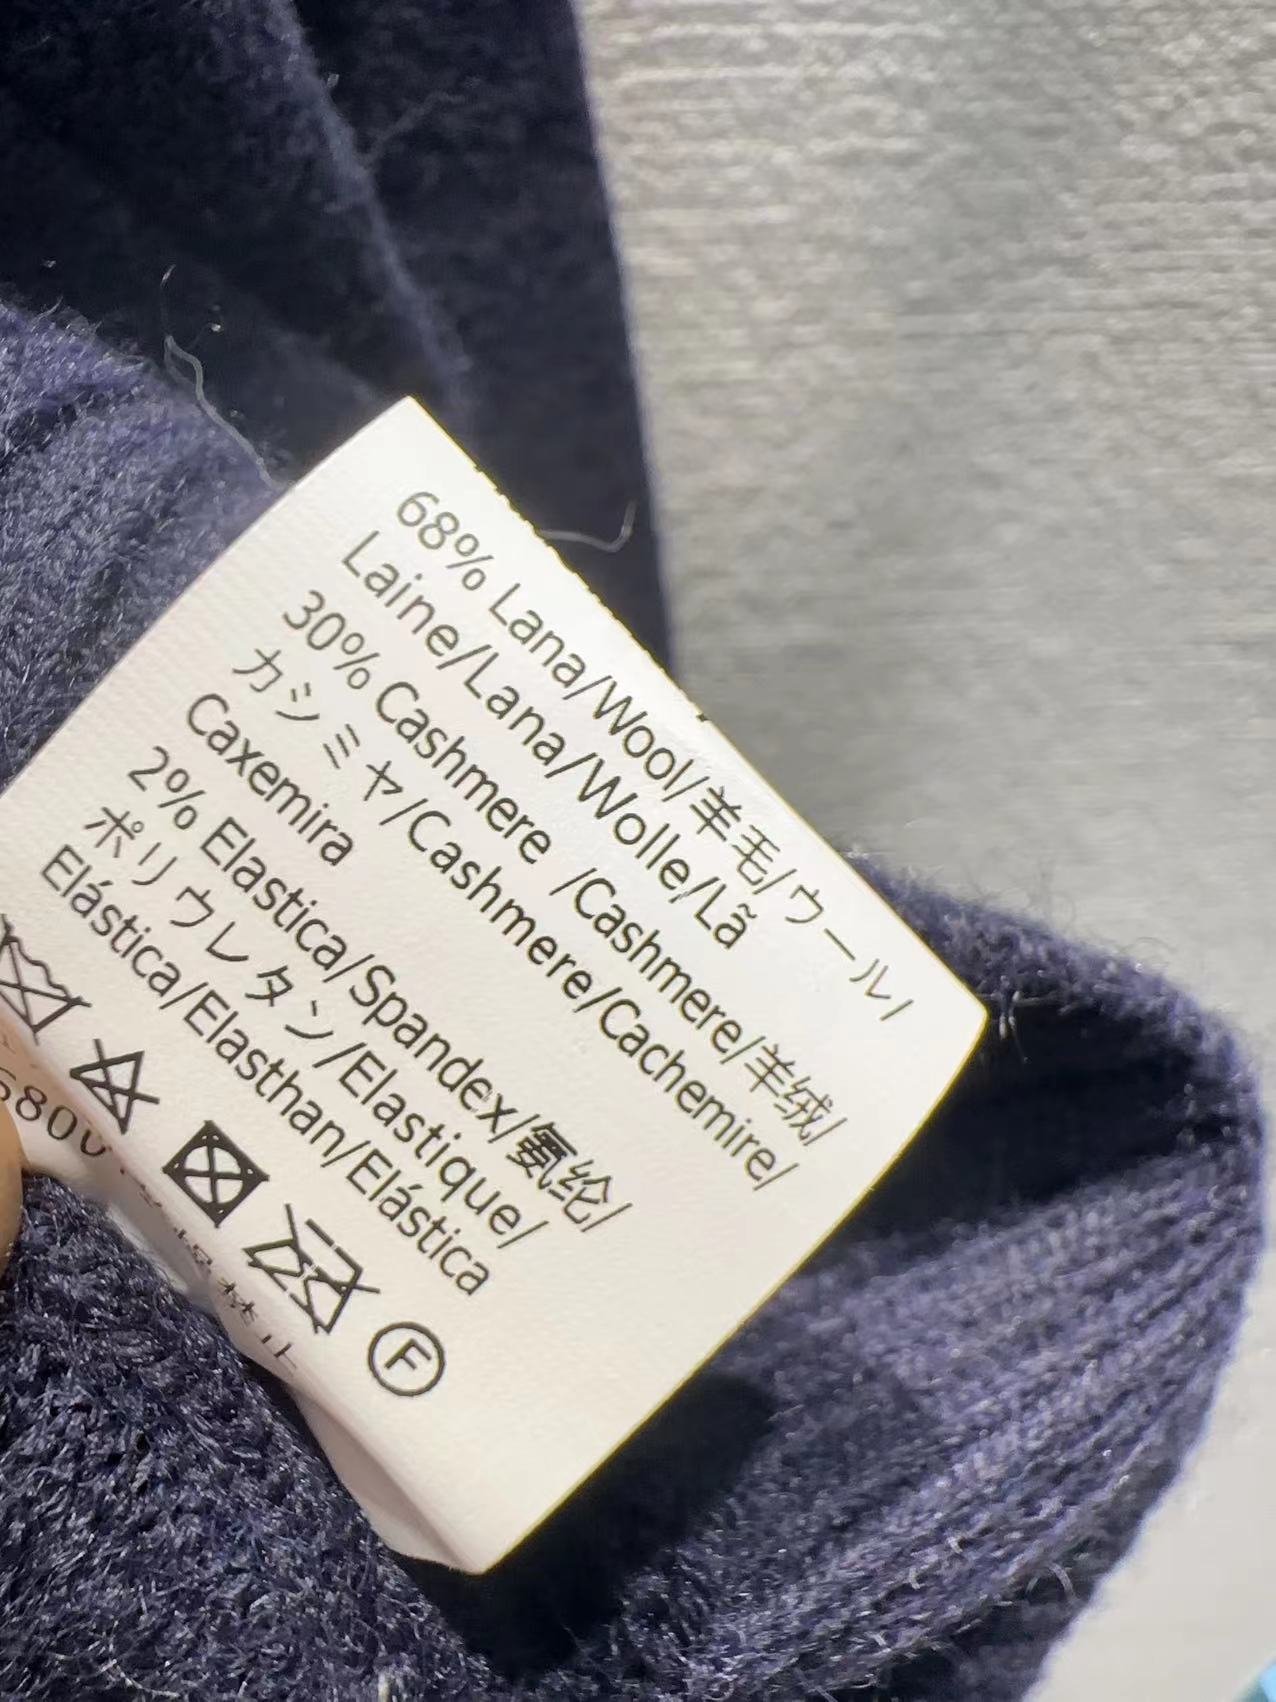 68% Lana/Wool/羊毛/ウール/
Laine/Lana/Wolle/Lã
30% Cashmere /Cashmere/羊绒/
カシミヤ/Cashmere/Cachemire/
Caxemira
2% Elastica/Spandex/氨纶/
ポリウレタン/Elastique/
Elástica/Elasthan/Elástica
F